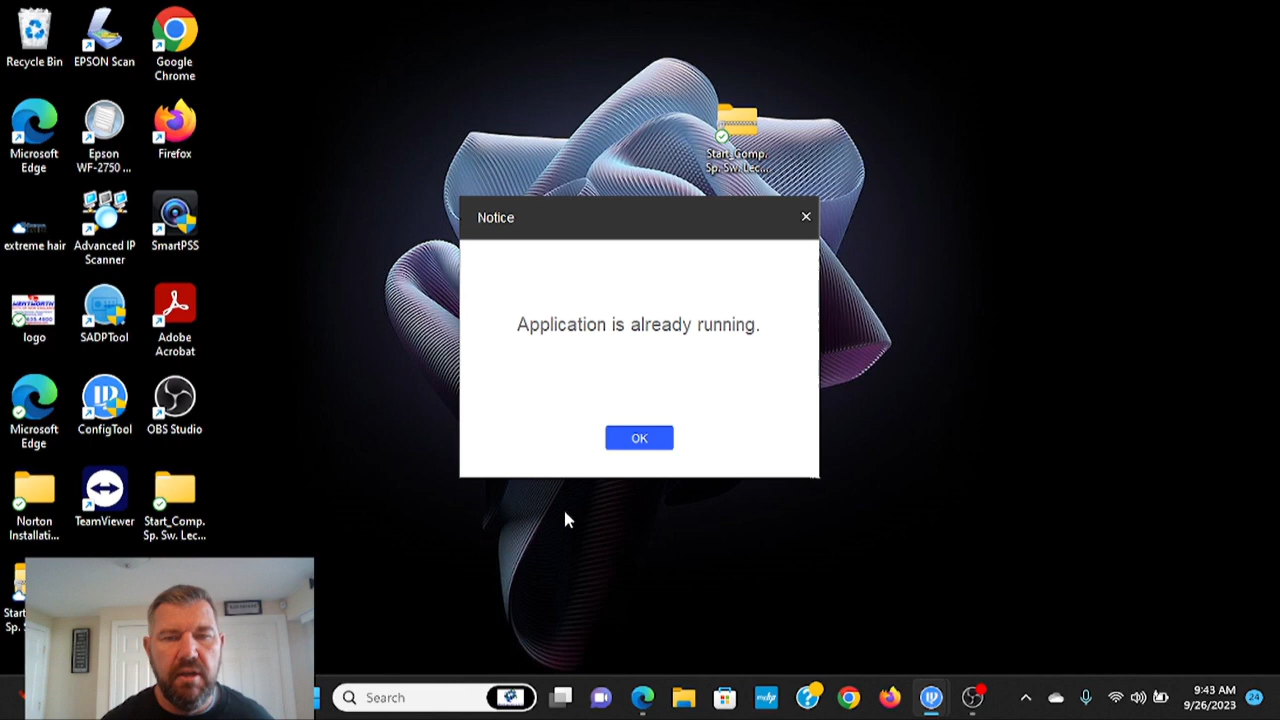 Recycle Bin
EPSON Scan
Google
Chrome
Microsoft
Edge
Epson
WF-2750 ...
Firefox
Start_Comp.
Sp. Sw. Lec...
extreme hair
Advanced IP
Scanner
SmartPSS
Notice
Application is already running.
OK
logo
SADPTool
Adobe
Acrobat
Microsoft
Edge
ConfigTool
OBS Studio
Norton
Installati...
TeamViewer
Start_Comp.
Sp. Sw. Lec...
Search
9:43 AM
9/26/2023
24